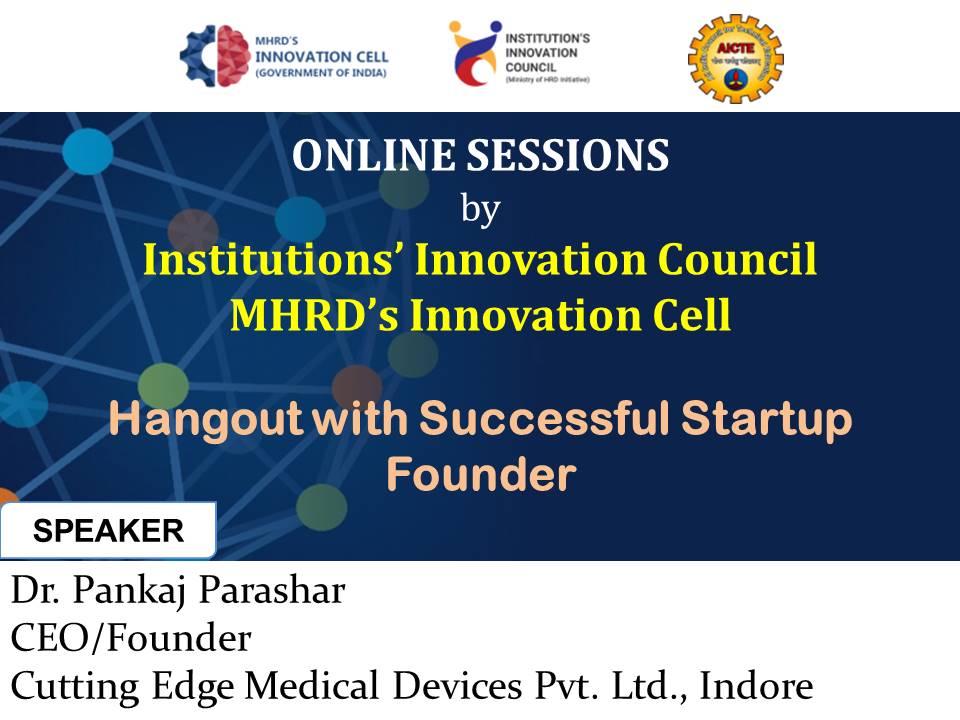 MHRD'S
INNOVATION CELL
(GOVERNMENT OF INDIA)
INSTITUTION'S
INNOVATION
COUNCIL
(Ministry of HRD Initiative)
AICTE
ONLINE SESSIONS
by
Institutions’ Innovation Council
MHRD’s Innovation Cell
Hangout with Successful Startup
Founder
SPEAKER
Dr. Pankaj Parashar
CEO/Founder
Cutting Edge Medical Devices Pvt. Ltd., Indore